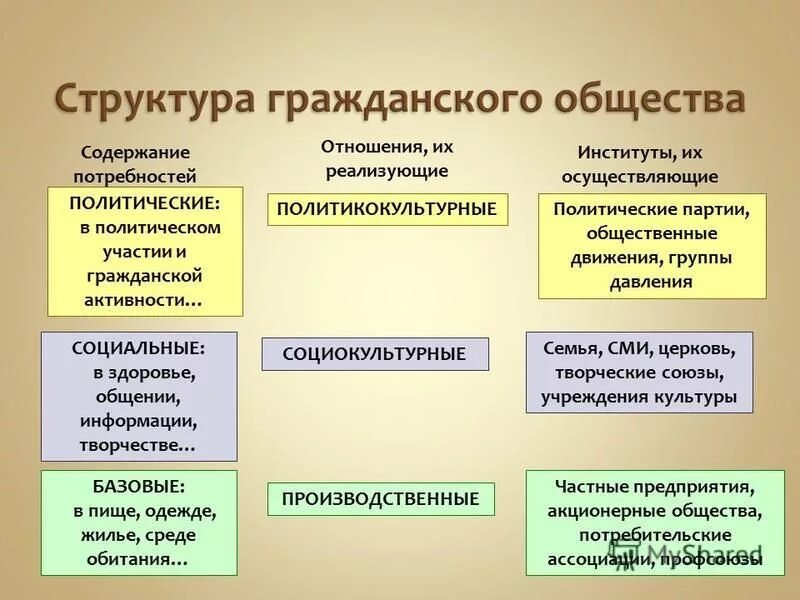 Структура гражданского общества
Содержание
потребностей
Отношения, их
реализующие
Институты, их
осуществляющие
ПОЛИТИЧЕСКИЕ:
в политическом
участии и
гражданской
активности…
ПОЛИТИКОКУЛЬТУРНЫЕ
Политические партии,
общественные
движения, группы
давления
СОЦИАЛЬНЫЕ:
в здоровье,
общении,
информации,
творчестве…
СОЦИОКУЛЬТУРНЫЕ
Семья, СМИ, церковь,
творческие союзы,
учреждения культуры
БАЗОВЫЕ:
в пище, одежде,
жилье, среде
обитания…
ПРОИЗВОДСТВЕННЫЕ
Частные предприятия,
акционерные общества,
потребительские
ассоциации, профсоюзы
MyShared